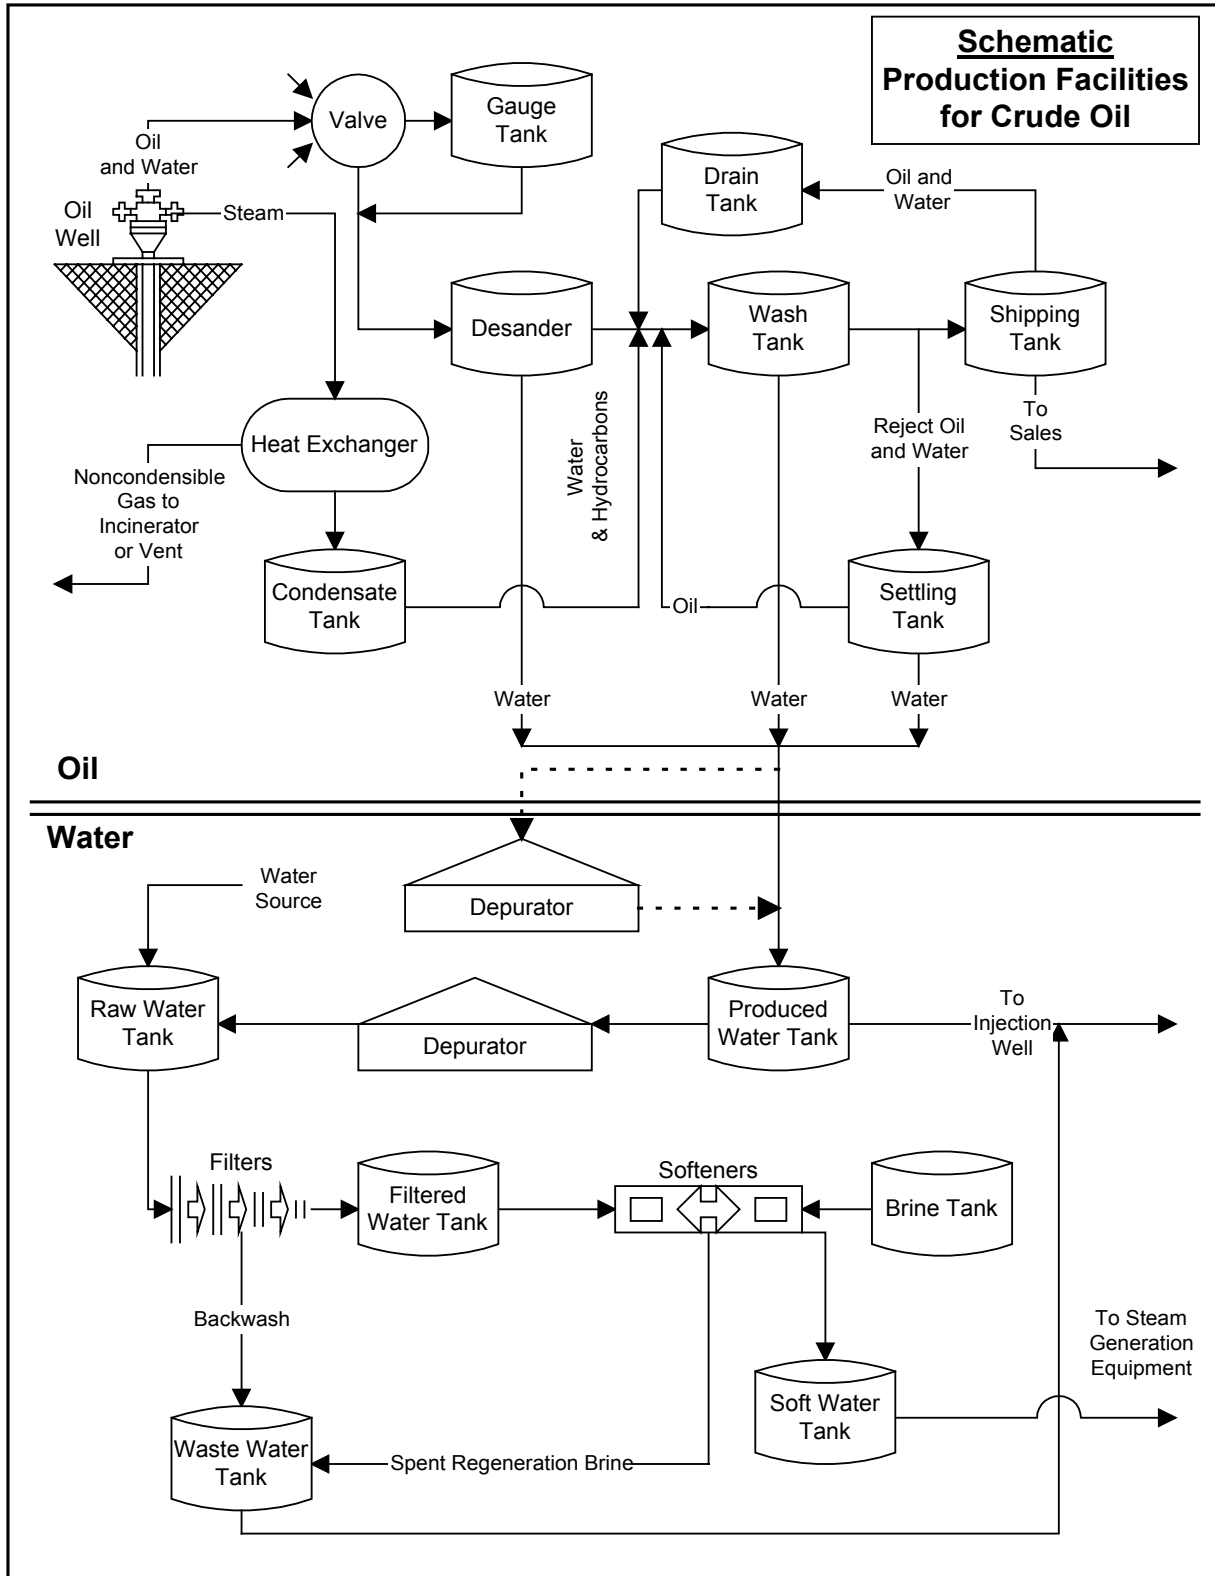 Schematic
Production Facilities
for Crude Oil
Valve
Gauge
Tank
Oil
and Water
Drain
Tank
Oil and
Water
Oil
Well
Steam
Desander
Wash
Tank
Shipping
Tank
Heat Exchanger
Water
& Hydrocarbons
Reject Oil
and Water
To
Sales
Noncondensible
Gas to
Incinerator
or Vent
Condensate
Tank
Oil
Settling
Tank
Water
Water
Water
Oil
Water
Water
Source
Depurator
Raw Water
Tank
Depurator
Produced
Water Tank
To
Injection
Well
Filters
Filtered
Water Tank
Softeners
Brine Tank
Backwash
To Steam
Generation
Equipment
Soft Water
Tank
Waste Water
Tank
Spent Regeneration Brine